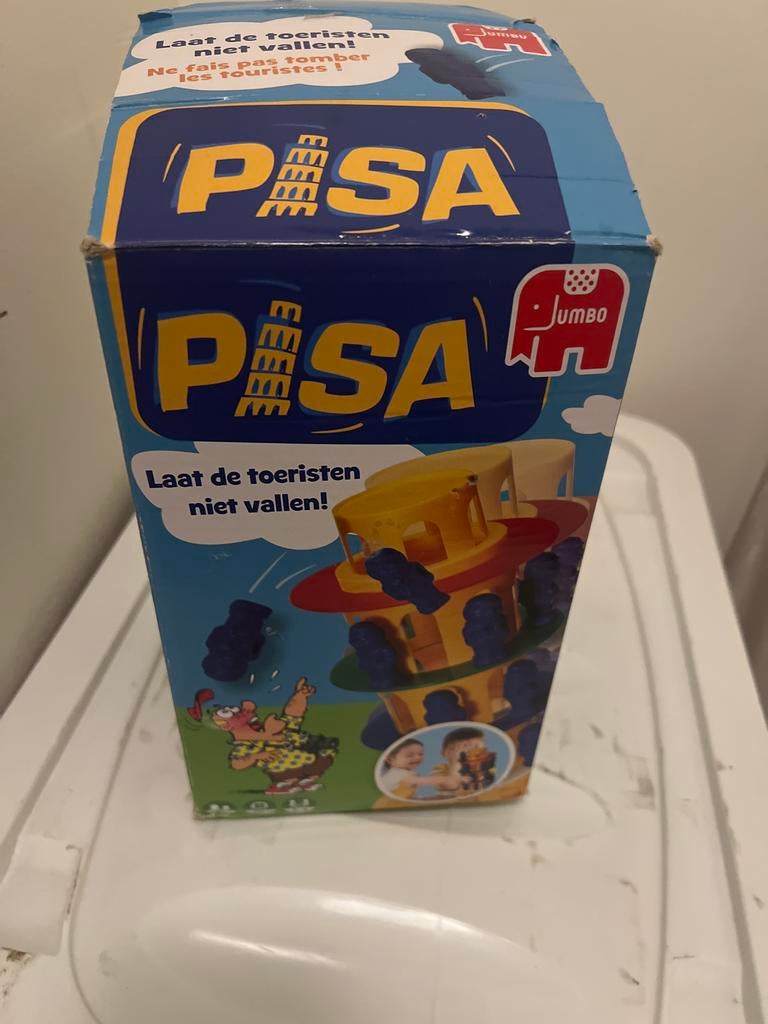 Laat de toeristen
niet vallen!
Ne fais pas tomber
les touristes !
JUMBO
PISA
PISA
JUMBO
Laat de toeristen
niet vallen!